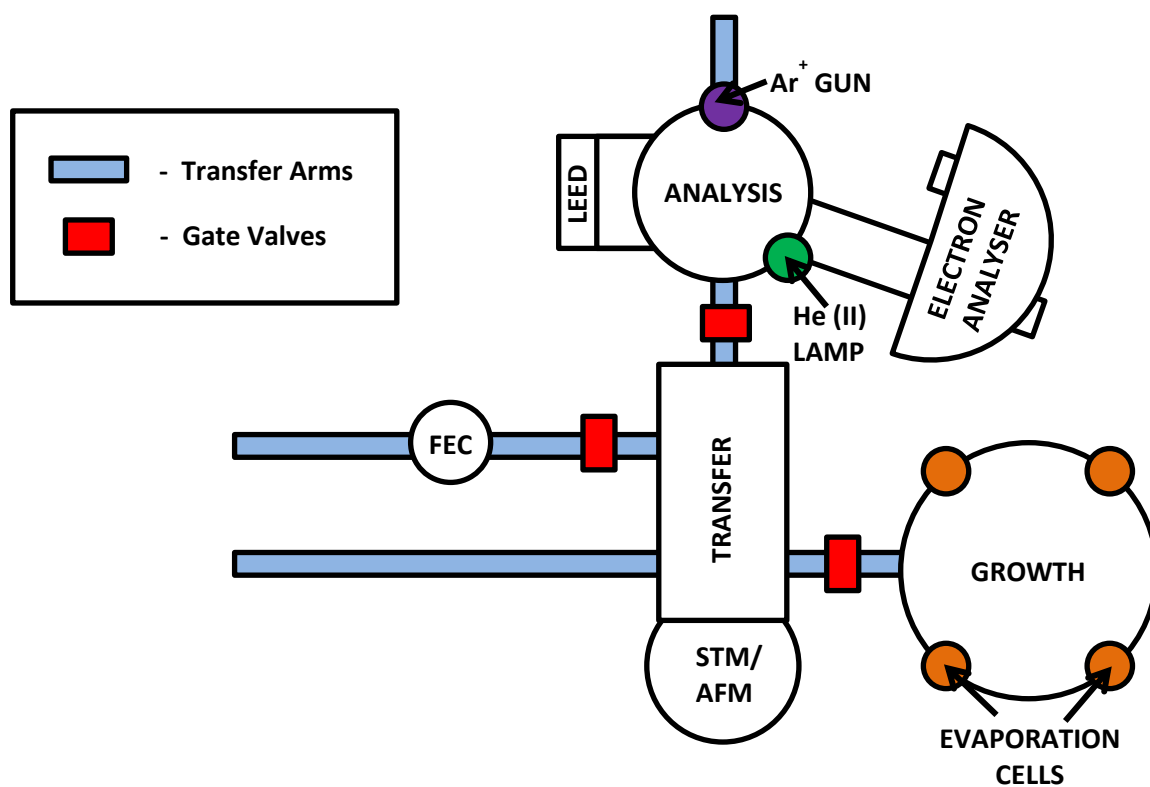 - Transfer Arms
- Gate Valves
Ar+ GUN
LEED
ANALYSIS
ELECTRON
ANALYSER
He (II)
LAMP
FEC
TRANSFER
GROWTH
STM/
AFM
EVAPORATION
CELLS